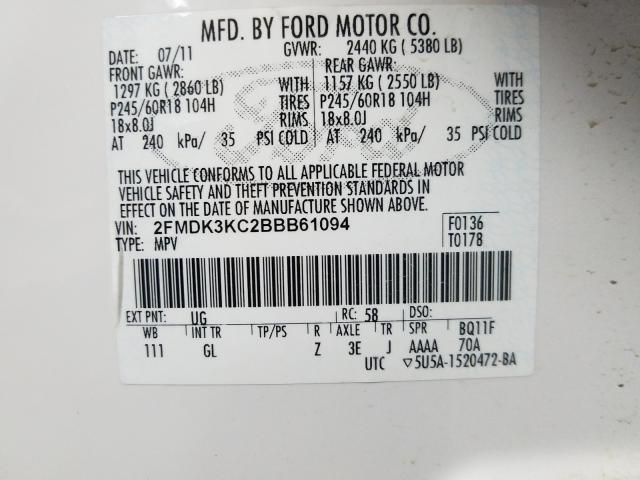 MFD. BY FORD MOTOR CO.
DATE: 07/11 GVWR: 2440 KG ( 5380 LB)
FRONT GAWR: REAR GAWR:
1297 KG ( 2860 LB) WITH 1157 KG ( 2550 LB) WITH
P245/60R18 104H TIRES P245/60R18 104H TIRES
18x8.0J RIMS 18x8.0J RIMS
AT 240 kPa/ 35 PSI COLD AT 240 kPa/ 35 PSI COLD
THIS VEHICLE CONFORMS TO ALL APPLICABLE FEDERAL MOTOR
VEHICLE SAFETY AND THEFT PREVENTION STANDARDS IN
EFFECT ON THE DATE OF MANUFACTURE SHOWN ABOVE.
VIN: 2FMDK3KC2BBB61094 F0136
TYPE: MPV T0178
EXT PNT: UG RC: 58 DSO:
WB INT TR TP/PS R AXLE TR SPR BQ11F
111 GL Z 3E J AAAA 70A
UTC ▽5U5A-1520472-BA